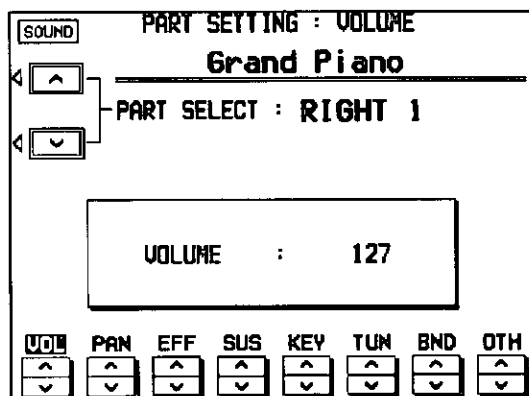 SOUND
PART SETTING : VOLUME
Grand Piano
PART SELECT : RIGHT 1
VOLUME : 127
VOL PAN EFF SUS KEY TUN BND OTH